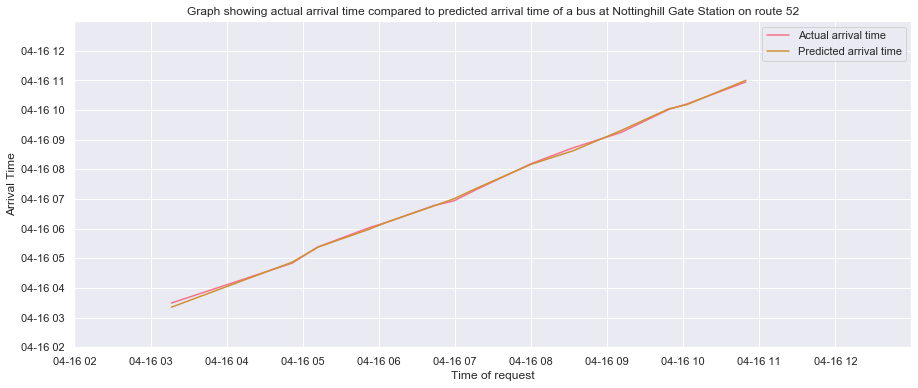 Graph showing actual arrival time compared to predicted arrival time of a bus at Nottinghill Gate Station on route 52
Actual arrival time
Predicted arrival time
04-16 12
04-16 11
04-16 10
04-16 09
04-16 08
04-16 07
04-16 06
04-16 05
04-16 04
04-16 03
04-16 02
Arrival Time
04-16 02 04-16 03 04-16 04 04-16 05 04-16 06 04-16 07 04-16 08 04-16 09 04-16 10 04-16 11 04-16 12
Time of request